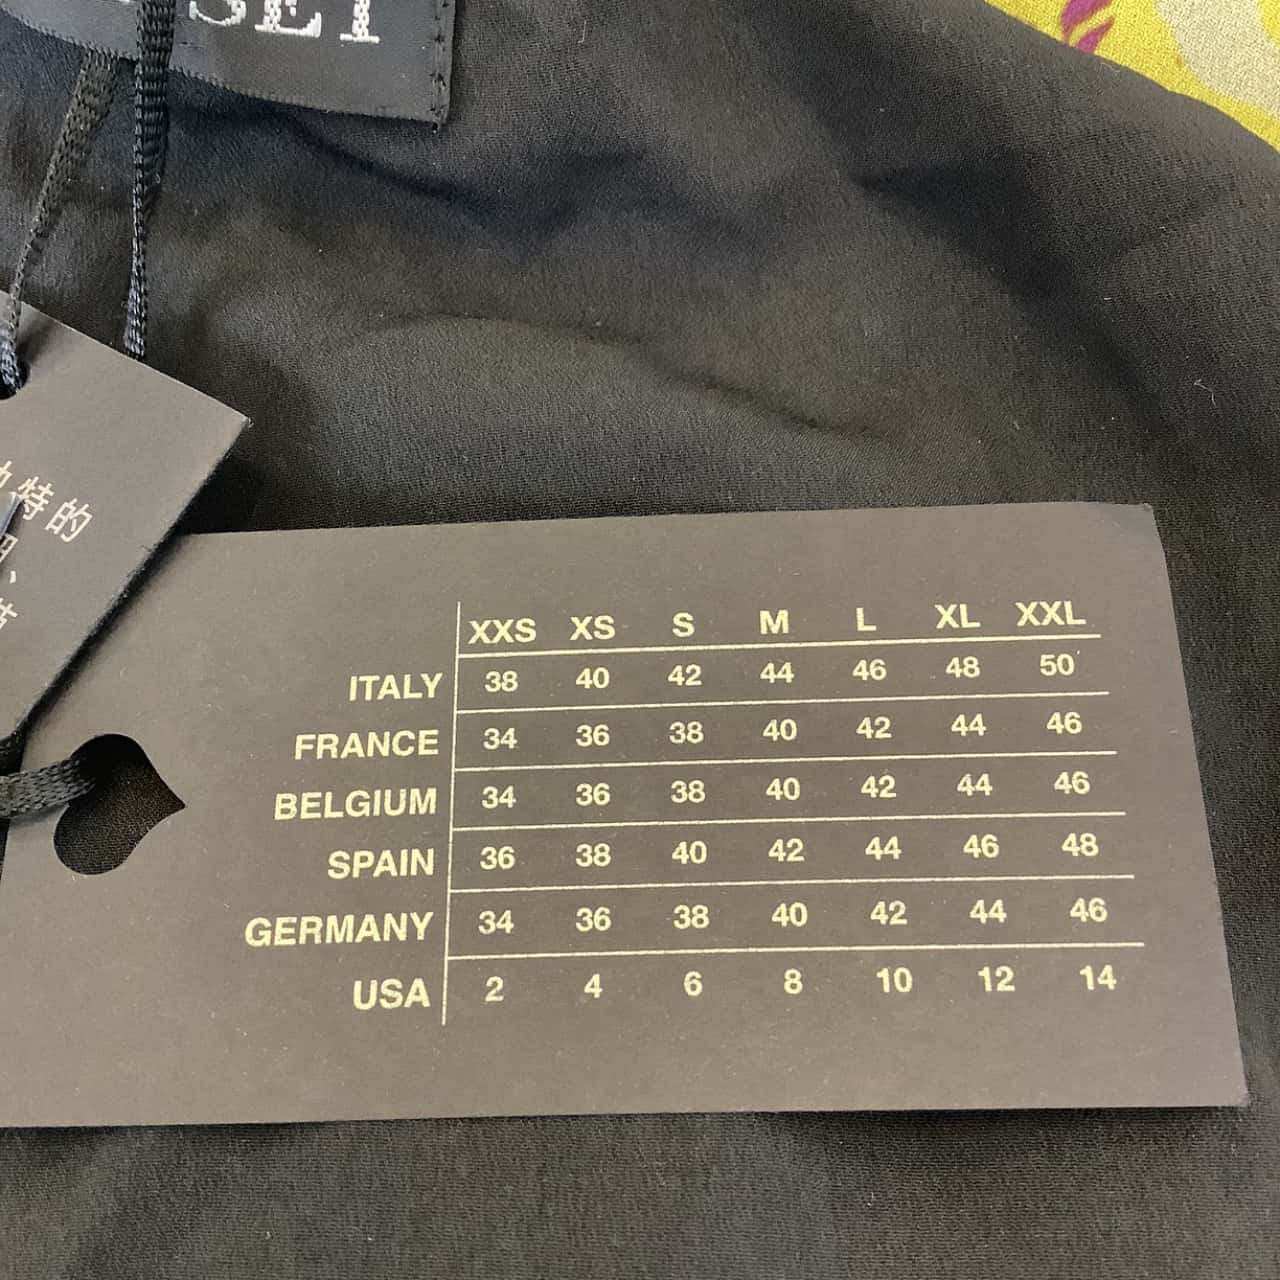 SET
特的
XXS XS S M L XL XXL
ITALY 38 40 42 44 46 48 50
FRANCE 34 36 38 40 42 44 46
BELGIUM 34 36 38 40 42 44 46
SPAIN 36 38 40 42 44 46 48
GERMANY 34 36 38 40 42 44 46
USA 2 4 6 8 10 12 14